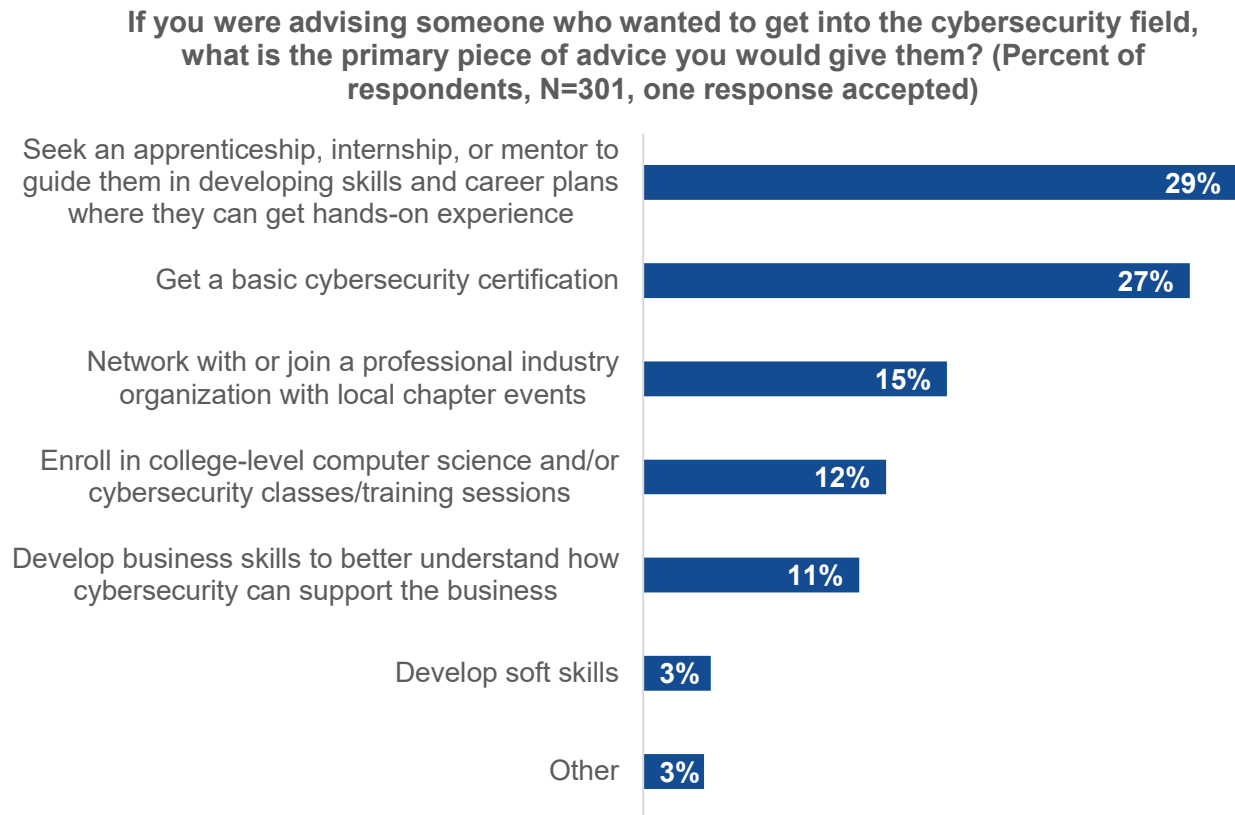 If you were advising someone who wanted to get into the cybersecurity field,
what is the primary piece of advice you would give them? (Percent of
respondents, N=301, one response accepted)
Seek an apprenticeship, internship, or mentor to
guide them in developing skills and career plans
where they can get hands-on experience
29%
Get a basic cybersecurity certification
27%
Network with or join a professional industry
organization with local chapter events
15%
Enroll in college-level computer science and/or
cybersecurity classes/training sessions
12%
Develop business skills to better understand how
cybersecurity can support the business
11%
Develop soft skills
3%
Other
3%